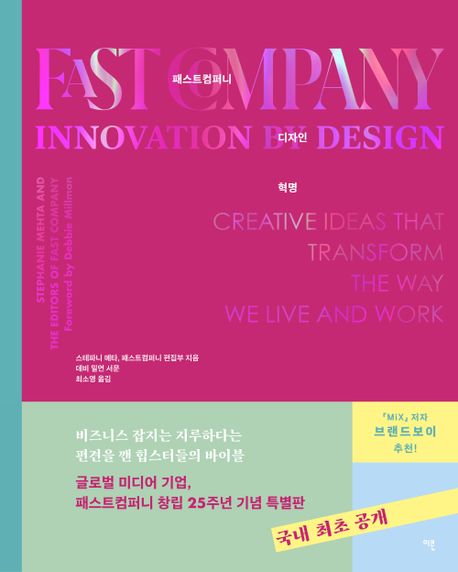 FAST COMPANY
패스트컴퍼니
INNOVATION BY DESIGN
디자인
혁명
STEPHANIE MEHTA AND
THE EDITORS OF FAST COMPANY
Foreword by Debbie Millman
CREATIVE IDEAS THAT
TRANSFORM
THE WAY
WE LIVE AND WORK
스테파니 메타, 패스트컴퍼니 편집부 지음
데비 밀먼 서문
최소영 옮김
비즈니스 잡지는 지루하다는
편견을 깬 힙스터들의 바이블
글로벌 미디어 기업,
패스트컴퍼니 창립 25주년 기념 특별판
『MiX』 저자
브랜드보이
추천!
국내 최초 공개